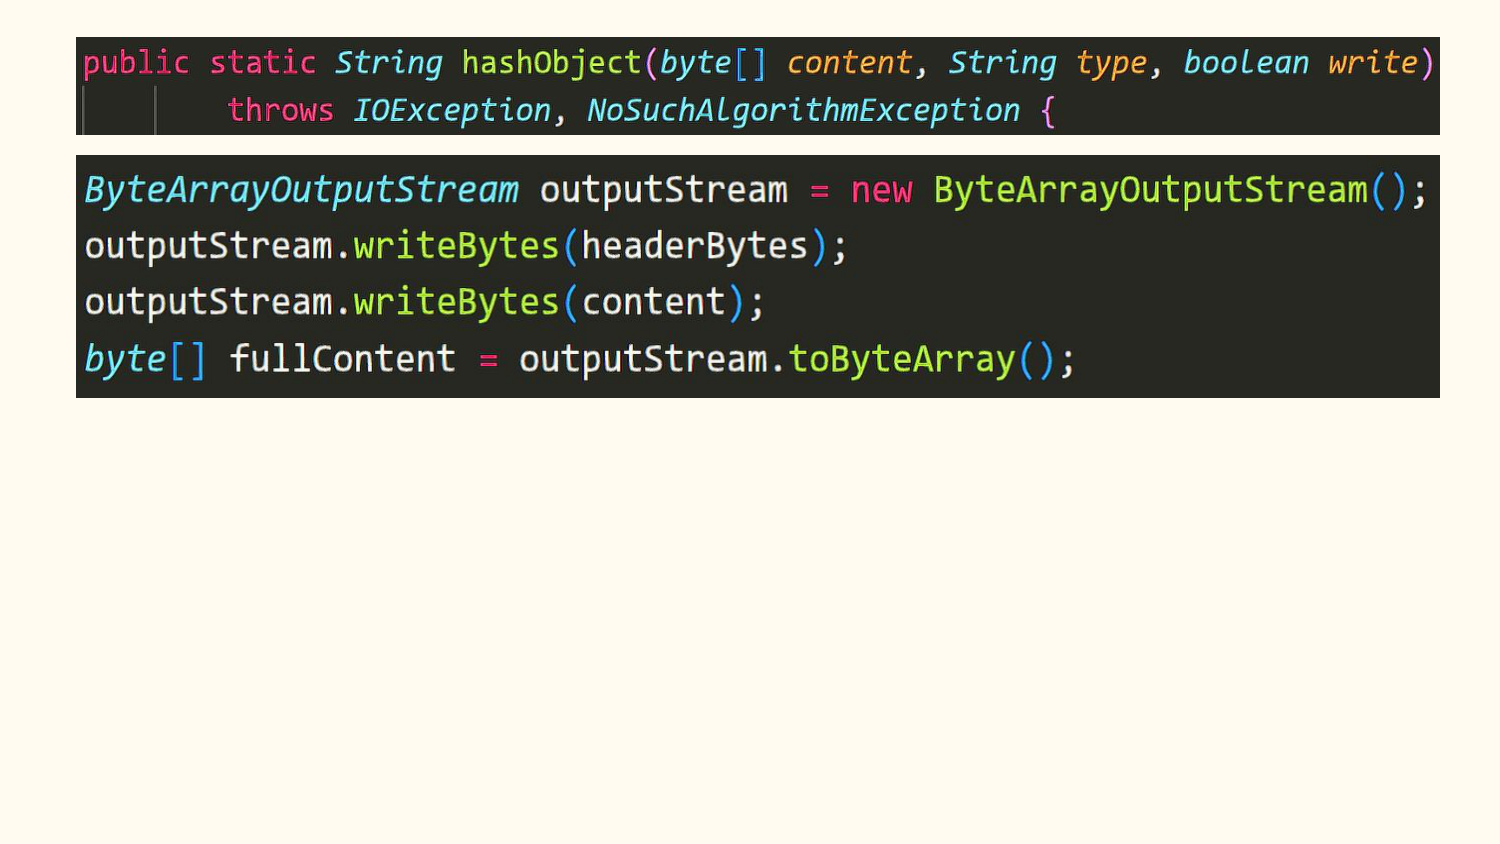 public static String hashObject(byte[] content, String type, boolean write)
throws IOException, NoSuchAlgorithmException {
ByteArrayOutputStream outputStream = new ByteArrayOutputStream();
outputStream.writeBytes(headerBytes);
outputStream.writeBytes(content);
byte[] fullContent = outputStream.toByteArray();